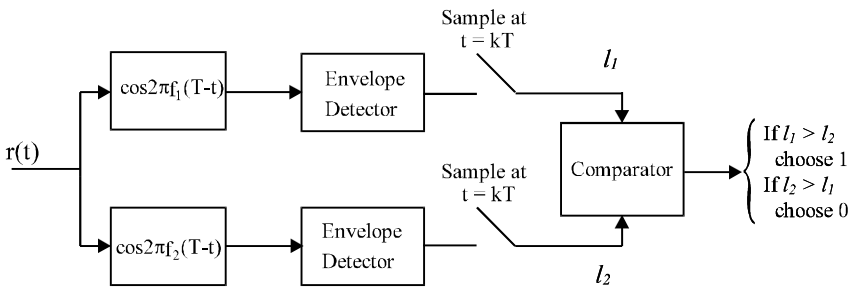 Sample at
t = kT
l₁
cos2πf₁(T-t)
Envelope
Detector
r(t)
Sample at
t = kT
Comparator
If l₁ > l₂
choose 1
If l₂ > l₁
choose 0
cos2πf₂(T-t)
Envelope
Detector
l₂